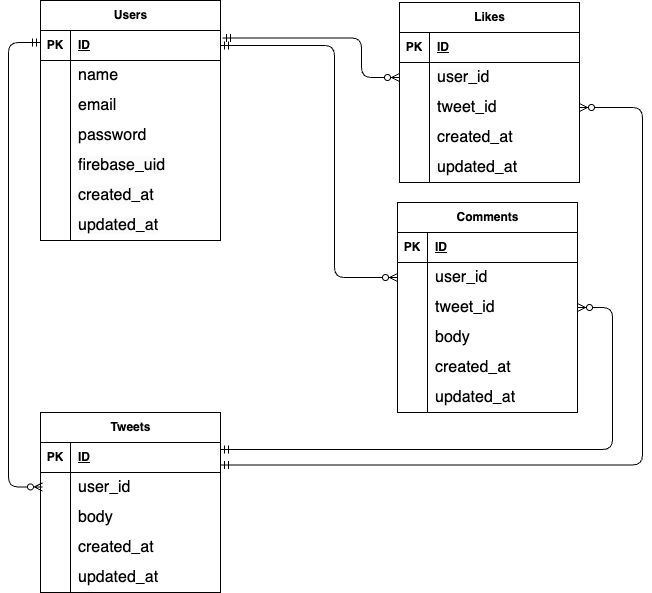 Users
PK ID
name
email
password
firebase_uid
created_at
updated_at
Likes
PK ID
user_id
tweet_id
created_at
updated_at
Comments
PK ID
user_id
tweet_id
body
created_at
updated_at
Tweets
PK ID
user_id
body
created_at
updated_at